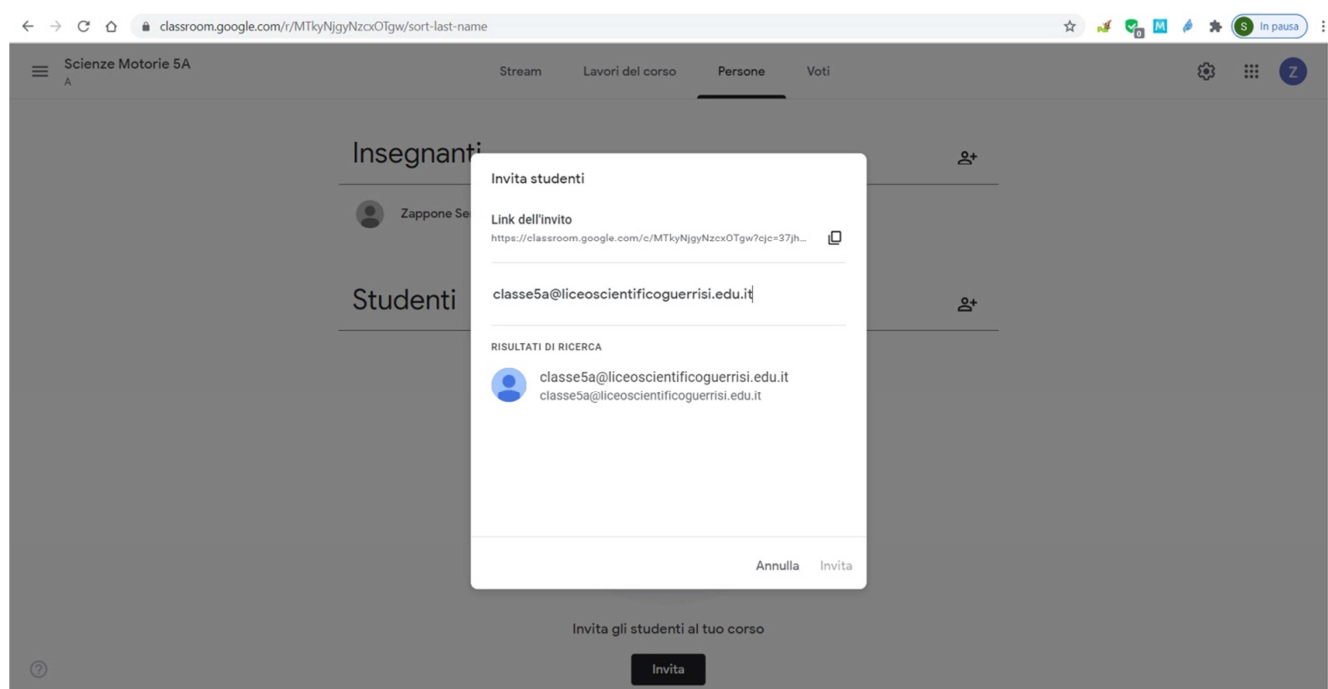 classroom.google.com/r/MTkyNjgyNzcxOTgw/sort-last-name
0
M
S In pausa
Scienze Motorie 5A
A
Stream Lavori del corso Persone Voti
Z
Insegnanti
Zappone Se
Invita studenti
Link dell'invito
https://classroom.google.com/c/MTkyNjgyNzcxOTgw?cjc=37jh...
classe5a@liceoscientificoguerrisi.edu.it
Studenti
RISULTATI DI RICERCA
classe5a@liceoscientificoguerrisi.edu.it
classe5a@liceoscientificoguerrisi.edu.it
Annulla Invita
Invita gli studenti al tuo corso
Invita